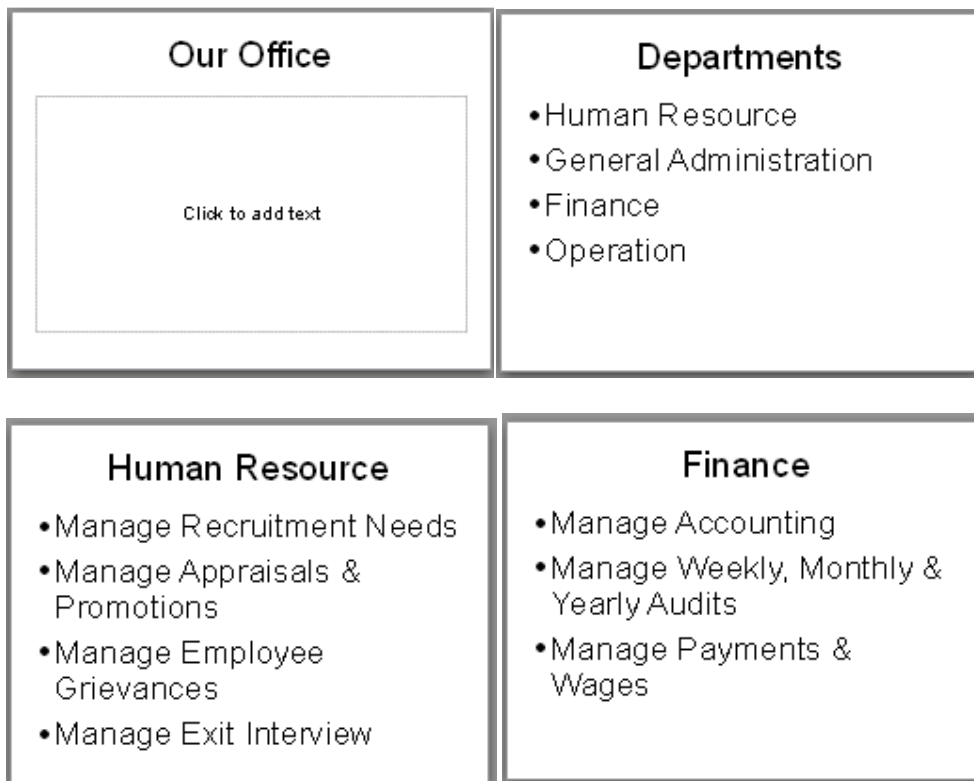 Our Office
Click to add text
Departments
•Human Resource
•General Administration
•Finance
•Operation
Human Resource
•Manage Recruitment Needs
•Manage Appraisals &
Promotions
•Manage Employee
Grievances
•Manage Exit Interview
Finance
•Manage Accounting
•Manage Weekly, Monthly &
Yearly Audits
•Manage Payments &
Wages